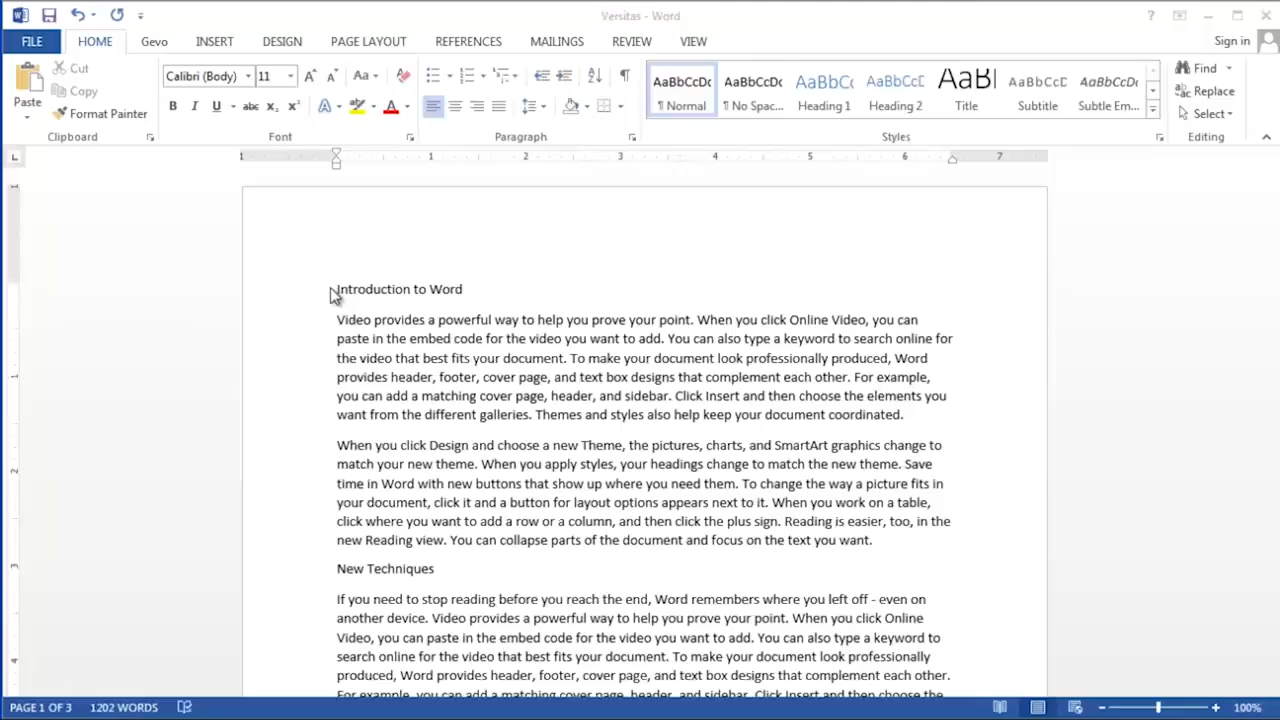 Versitas - Word
?
FILE HOME Gevo INSERT DESIGN PAGE LAYOUT REFERENCES MAILINGS REVIEW VIEW Sign in
Paste
Cut
Copy
Format Painter
Clipboard
Calibri (Body) 11
B I U abc X2 X2 A A
Font
Paragraph
AaBbCcDc AaBbCcDc AaBbCc AaBbCcD AaBl AaBbCcD AaBbCcDc
¶ Normal ¶ No Spac... Heading 1 Heading 2 Title Subtitle Subtle Em...
Styles
Find
Replace
Select
Editing
1 1 2 3 4 5 6 7
Introduction to Word
Video provides a powerful way to help you prove your point. When you click Online Video, you can
paste in the embed code for the video you want to add. You can also type a keyword to search online for
the video that best fits your document. To make your document look professionally produced, Word
provides header, footer, cover page, and text box designs that complement each other. For example,
you can add a matching cover page, header, and sidebar. Click Insert and then choose the elements you
want from the different galleries. Themes and styles also help keep your document coordinated.
When you click Design and choose a new Theme, the pictures, charts, and SmartArt graphics change to
match your new theme. When you apply styles, your headings change to match the new theme. Save
time in Word with new buttons that show up where you need them. To change the way a picture fits in
your document, click it and a button for layout options appears next to it. When you work on a table,
click where you want to add a row or a column, and then click the plus sign. Reading is easier, too, in the
new Reading view. You can collapse parts of the document and focus on the text you want.
New Techniques
If you need to stop reading before you reach the end, Word remembers where you left off - even on
another device. Video provides a powerful way to help you prove your point. When you click Online
Video, you can paste in the embed code for the video you want to add. You can also type a keyword to
search online for the video that best fits your document. To make your document look professionally
produced, Word provides header, footer, cover page, and text box designs that complement each other.
For example, you can add a matching cover page, header, and sidebar. Click Insert and then choose the
PAGE 1 OF 3 1202 WORDS 100%